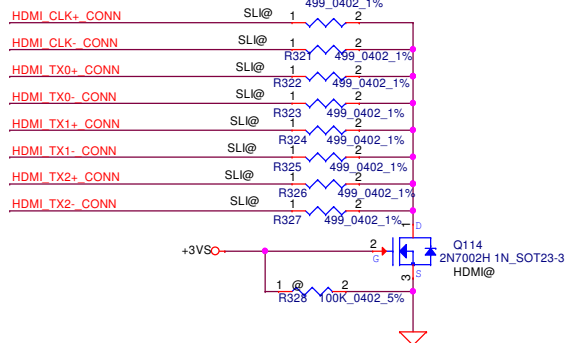 499_0402_1%
HDMI_CLK+_CONN SLI@ 1 2
HDMI_CLK-_CONN SLI@ 1 2
R321 499_0402_1%
HDMI_TX0+_CONN SLI@ 1 2
R322 499_0402_1%
HDMI_TX0-_CONN SLI@ 1 2
R323 499_0402_1%
HDMI_TX1+_CONN SLI@ 1 2
R324 499_0402_1%
HDMI_TX1-_CONN SLI@ 1 2
R325 499_0402_1%
HDMI_TX2+_CONN SLI@ 1 2
R326 499_0402_1%
HDMI_TX2-_CONN SLI@ 1 2
R327 499_0402_1%
1 D
+3VS 2 G
Q114
2N7002H 1N_SOT23-3
HDMI@
3 S
1 @ 2
R328 100K_0402_5%